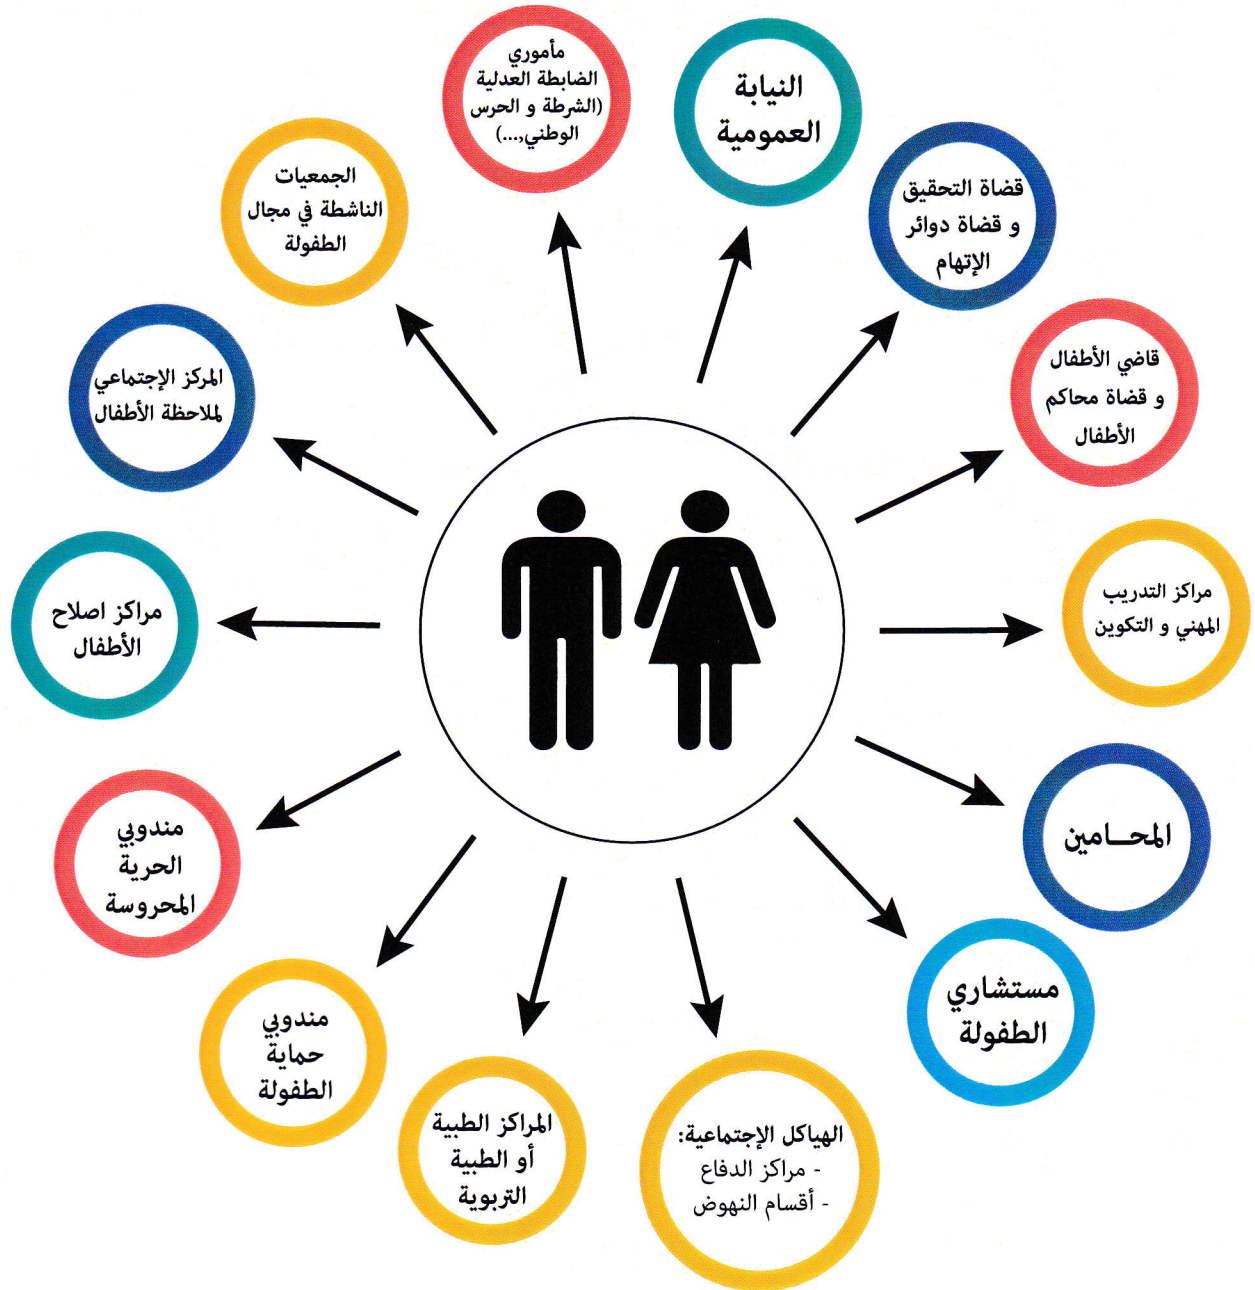 مأموري
الضابطة العدلية
(الشرطة و الحرس
الوطني,...)
النيابة
العمومية
قضاة التحقيق
و قضاة دوائر
الإتهام
قاضي الأطفال
و قضاة محاكم
الأطفال
مراكز التدريب
المهني و التكوين
المحـــامين
مستشاري
الطفولة
الهياكل الإجتماعية:
- مراكز الدفاع
- أقسام النهوض
المراكز الطبية
أو الطبية
التربوية
مندوبي
حماية
الطفولة
مندوبي
الحرية
المحروسة
مراكز اصلاح
الأطفال
المركز الإجتماعي
لملاحظة الأطفال
الجمعيات
الناشطة في مجال
الطفولة